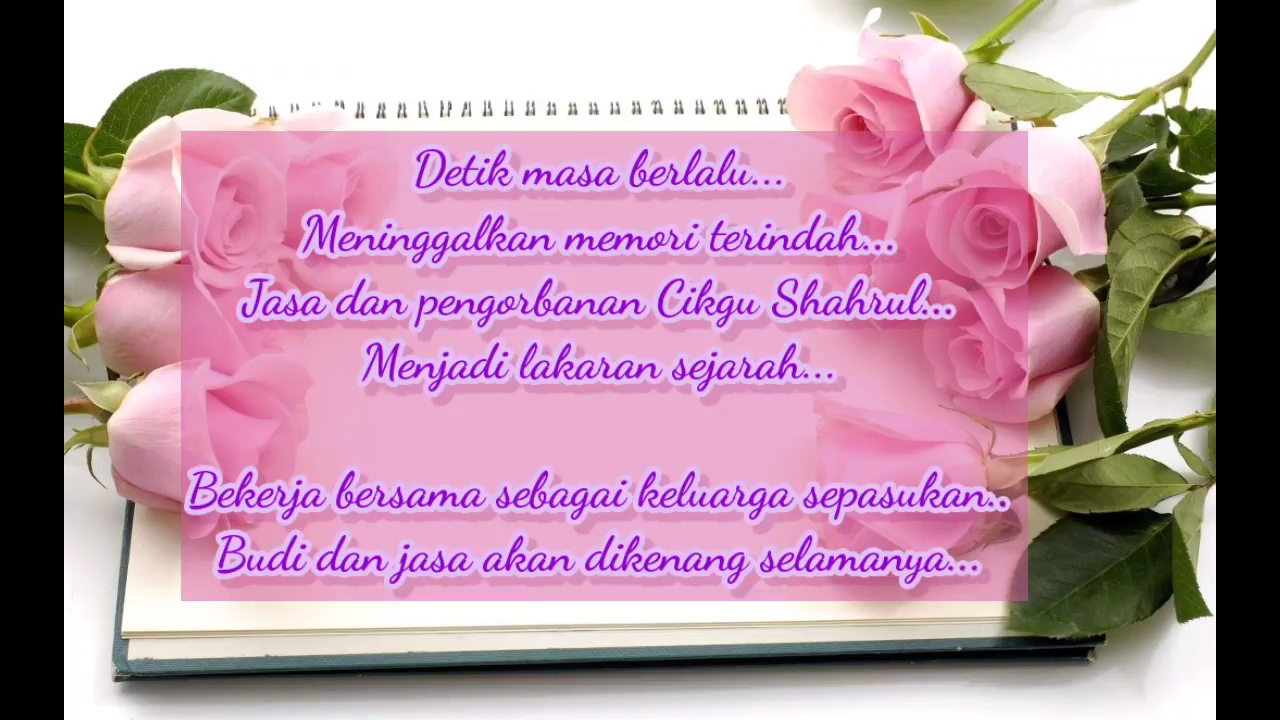 Detik masa berlalu...
Meninggalkan memori terindah...
Jasa dan pengorbanan Cikgu Shahrul...
Menjadi lakaran sejarah...
Bekerja bersama sebagai keluarga sepasukan..
Budi dan jasa akan dikenang selamanya...